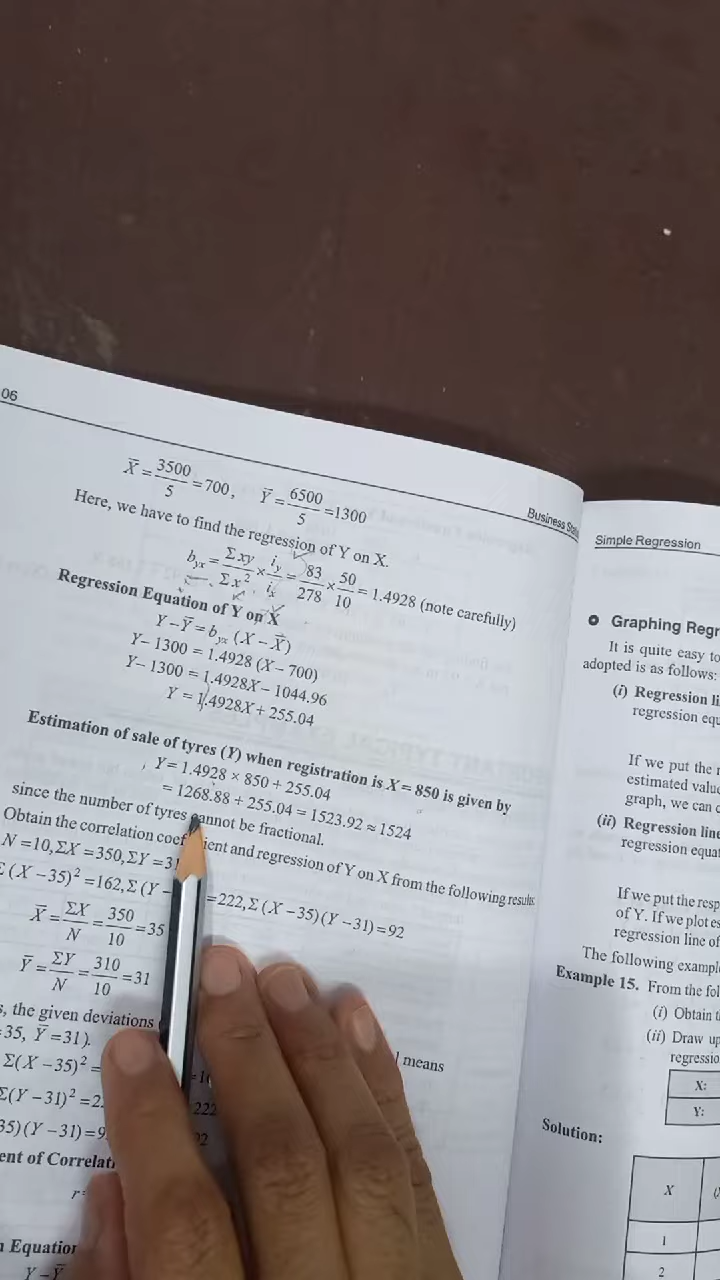 06
Business
X̄ = 3500/5 = 700, Ȳ = 6500/5 = 1300
Here, we have to find the regression of Y on X.
b_yx = Σxy/Σx² × i_y/i_x = 83/278 × 50/10 = 1.4928 (note carefully)
Regression Equation of Y on X
Y – Ȳ = b_yx (X – X̄)
Y – 1300 = 1.4928 (X – 700)
Y – 1300 = 1.4928X – 1044.96
Y = 1.4928X + 255.04
Estimation of sale of tyres (Y) when registration is X = 850 is given by
Y = 1.4928 × 850 + 255.04
= 1268.88 + 255.04 = 1523.92 ≈ 1524
since the number of tyres cannot be fractional.
Obtain the correlation coefficient and regression of Y on X from the following results
N = 10, ΣX = 350, ΣY = 31
Σ(X – 35)² = 162, Σ(Y – = 222, Σ(X – 35)(Y – 31) = 92
X̄ = ΣX/N = 350/10 = 35
Ȳ = ΣY/N = 310/10 = 31
the given deviations means
35, Ȳ = 31).
Σ(X – 35)² =
Σ(Y – 31)² = 22 222
35)(Y – 31) = 9
ent of Correlat
r
Equation
Y – Ȳ
Simple Regression
Graphing Regr
It is quite easy to
adopted is as follows:
(i) Regression li
regression equ
If we put the r
estimated value
graph, we can
(ii) Regression line
regression equat
If we put the resp
of Y. If we plot es
regression line of
The following example
Example 15. From the fol
(i) Obtain t
(ii) Draw up
regressio
X:
Y:
Solution:
X
1
2